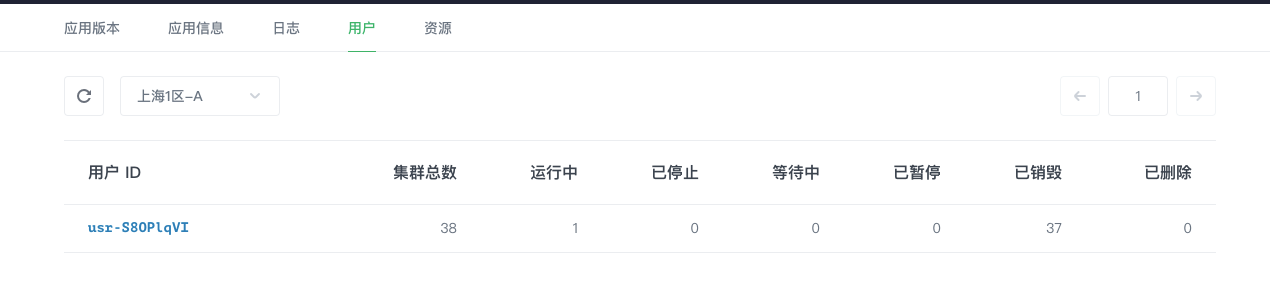 应用版本 应用信息 日志 用户 资源
上海1区-A 1
用户 ID 集群总数 运行中 已停止 等待中 已暂停 已销毁 已删除
usr-S8OPlqVI 38 1 0 0 0 37 0